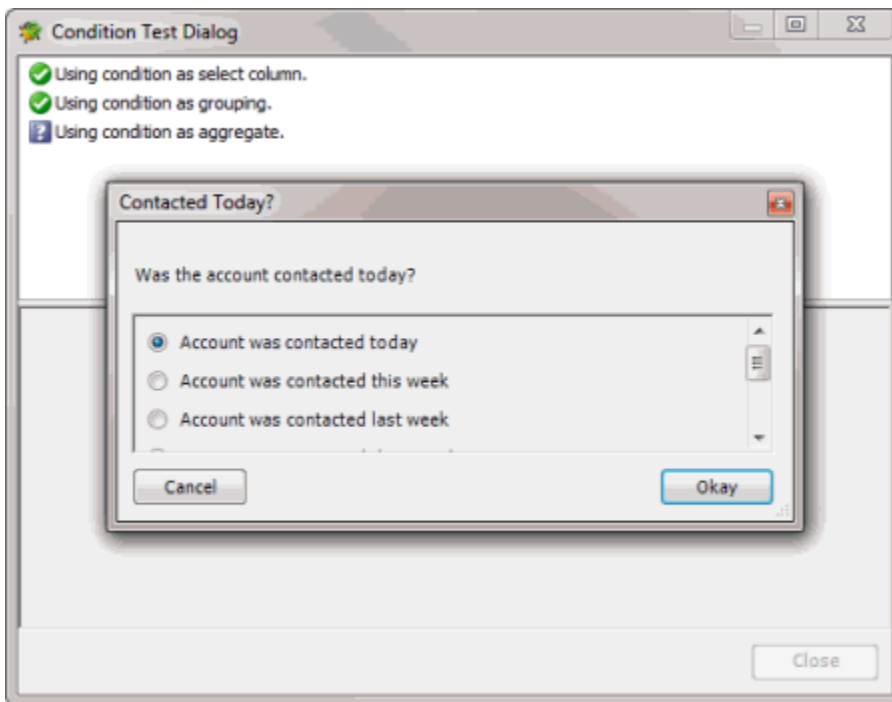 Condition Test Dialog
Using condition as select column.
Using condition as grouping.
Using condition as aggregate.
Contacted Today?
Was the account contacted today?
Account was contacted today
Account was contacted this week
Account was contacted last week
Cancel
Okay
Close